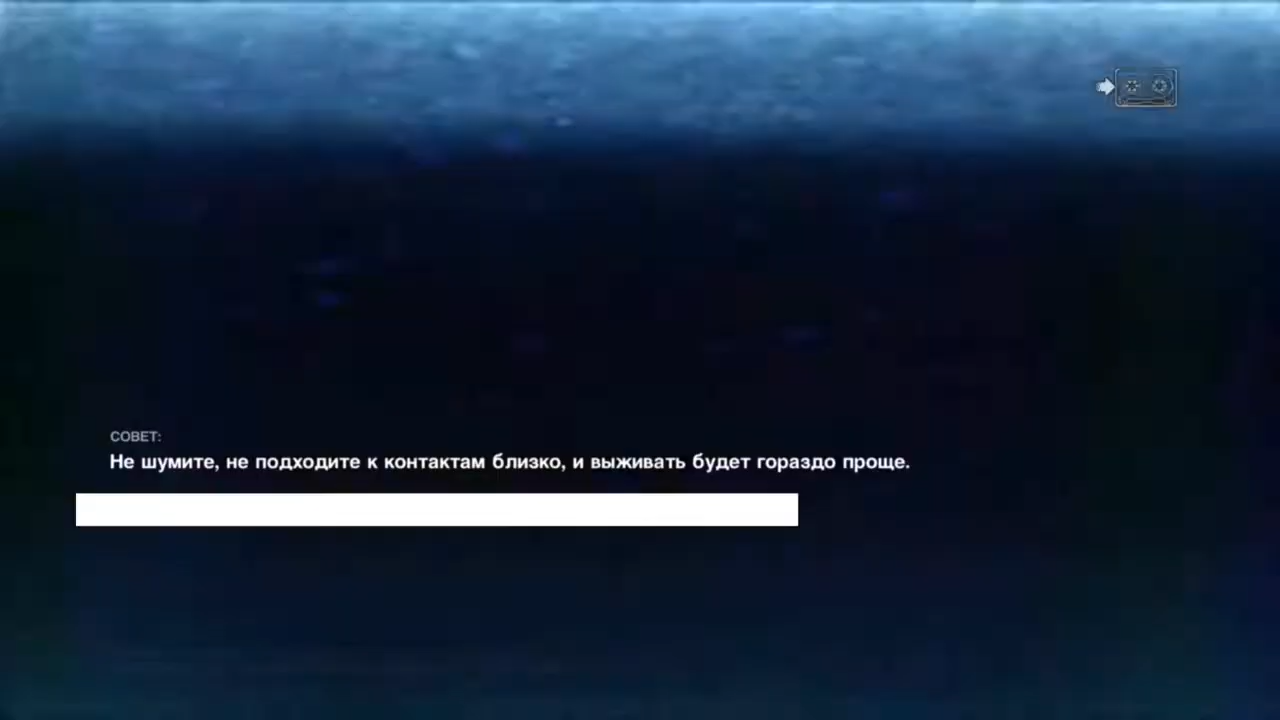 СОВЕТ:
Не шумите, не подходите к контактам близко, и выживать будет гораздо проще.